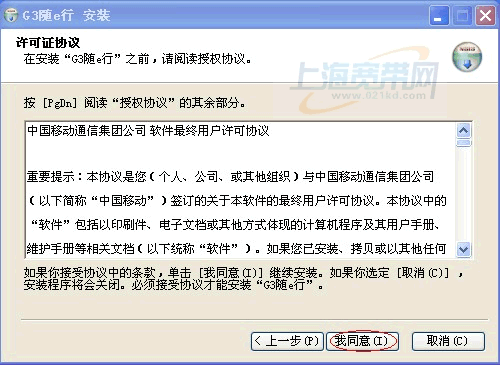 G3随e行 安装
许可证协议
在安装“G3随e行”之前，请阅读授权协议。
上海宽带网
www.021kd.com
按 [PgDn] 阅读“授权协议”的其余部分。
中国移动通信集团公司 软件最终用户许可协议
重要提示：本协议是您（个人、公司、或其他组织）与中国移动通信集团公司
（以下简称“中国移动”）签订的关于本软件的最终用户许可协议。本协议中的
“软件”包括以印刷件、电子文档或其他方式体现的计算机程序及其用户手册、
维护手册等相关文档（以下统称“软件”）。如果您已安装、拷贝或以其他任何
如果你接受协议中的条款，单击 [我同意(I)] 继续安装。如果你选定 [取消(C)] ，
安装程序将会关闭。必须接受协议才能安装“G3随e行”。
< 上一步(P)
我同意(I)
取消(C)